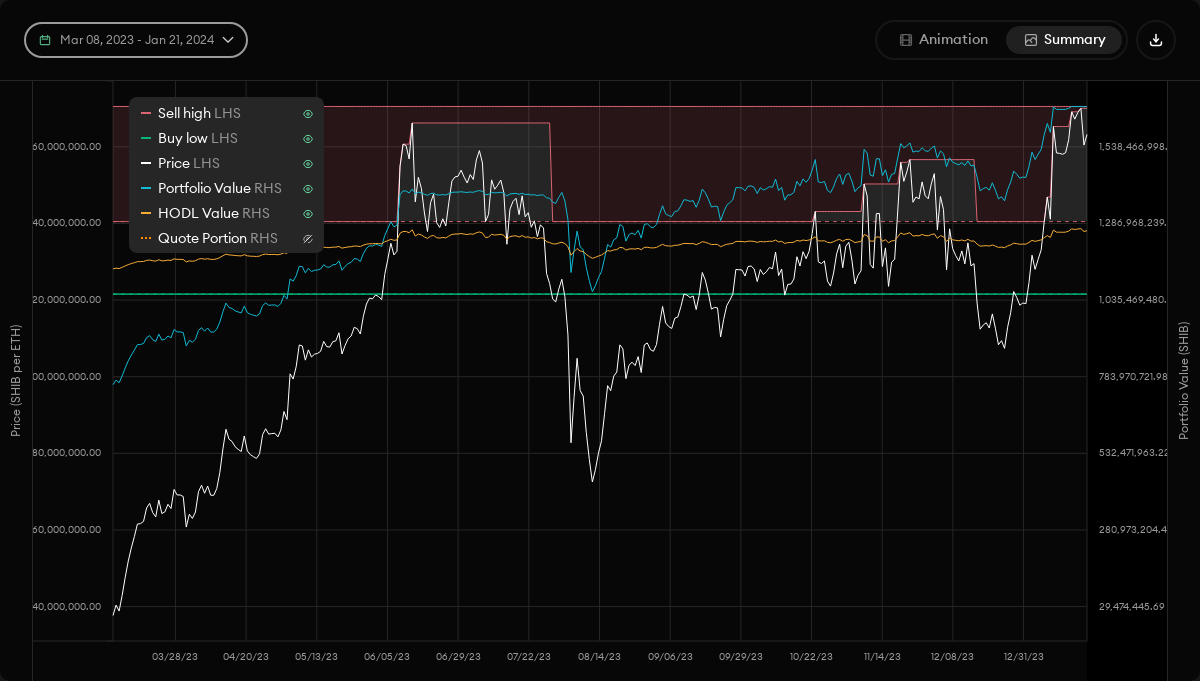 Mar 08, 2023 - Jan 21, 2024
Animation
Summary
Sell high LHS
Buy low LHS
Price LHS
Portfolio Value RHS
HODL Value RHS
Quote Portion RHS
Price (SHIB per ETH)
60,000,000.00
40,000,000.00
20,000,000.00
00,000,000.00
80,000,000.00
60,000,000.00
40,000,000.00
1,538,466,998.
1,286,968,239.
1,035,469,480.
783,970,721.98
532,471,963.22
280,973,204.4
29,474,445.69
Portfolio Value (SHIB)
03/28/23
04/20/23
05/13/23
06/05/23
06/29/23
07/22/23
08/14/23
09/06/23
09/29/23
10/22/23
11/14/23
12/08/23
12/31/23